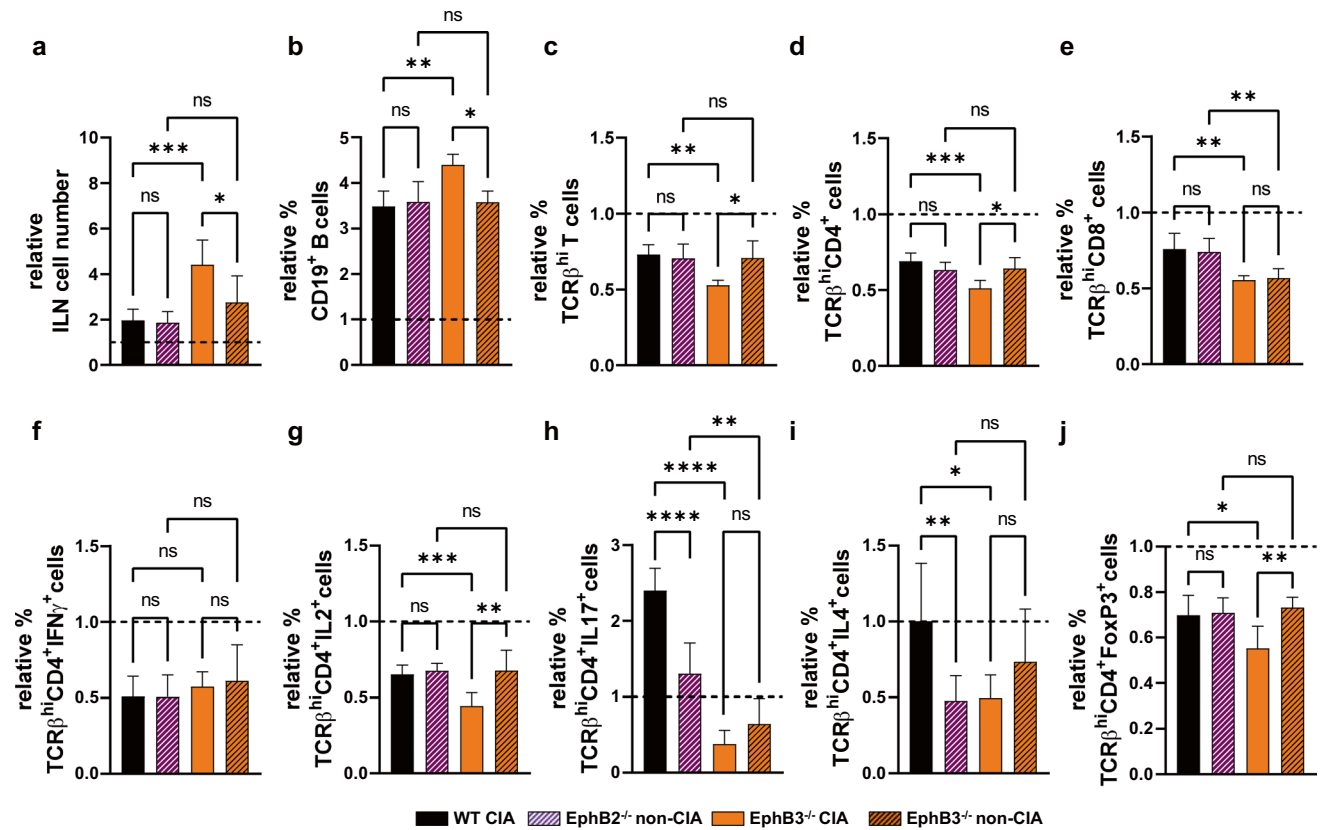 a
relative
ILN cell number
10
8
6
4
2
0
ns
***
ns
*
b
relative %
CD19⁺ B cells
5
4
3
2
1
0
ns
**
ns
*
c
relative %
TCRβʰⁱ T cells
1.5
1.0
0.5
0.0
ns
**
ns
*
d
relative %
TCRβʰⁱCD4⁺ cells
1.5
1.0
0.5
0.0
ns
***
ns
*
e
relative %
TCRβʰⁱCD8⁺ cells
1.5
1.0
0.5
0.0
**
**
ns
ns
f
relative %
TCRβʰⁱCD4⁺IFNγ⁺ cells
1.5
1.0
0.5
0.0
ns
ns
ns
ns
g
relative %
TCRβʰⁱCD4⁺IL2⁺ cells
1.5
1.0
0.5
0.0
ns
***
ns
**
h
relative %
TCRβʰⁱCD4⁺IL17⁺ cells
3
2
1
0
**
****
****
ns
i
relative %
TCRβʰⁱCD4⁺IL4⁺ cells
1.5
1.0
0.5
0.0
ns
*
**
ns
j
relative %
TCRβʰⁱCD4⁺FoxP3⁺ cells
1.0
0.8
0.6
0.4
0.2
0.0
ns
*
ns
**
WT CIA EphB2⁻/⁻ non-CIA EphB3⁻/⁻ CIA EphB3⁻/⁻ non-CIA